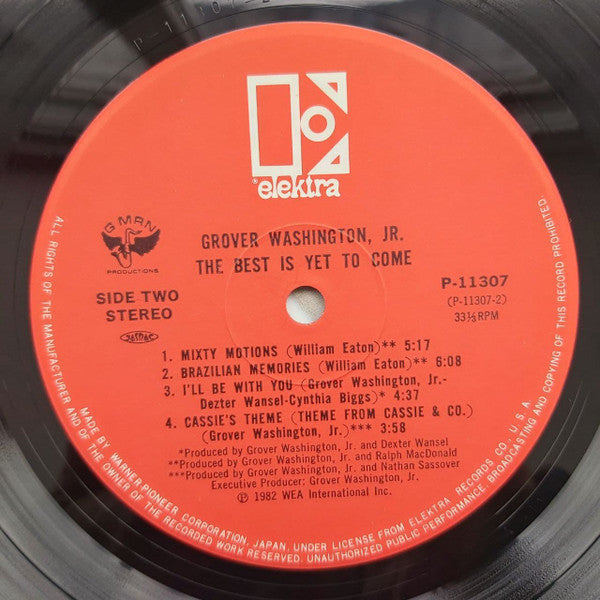 P-11307-2
elektra
G-MAN
PRODUCTIONS
GROVER WASHINGTON, JR.
THE BEST IS YET TO COME
SIDE TWO
STEREO
P-11307
(P-11307-2)
33⅓RPM
1. MIXTY MOTIONS (William Eaton)** 5:17
2. BRAZILIAN MEMORIES (William Eaton)** 6:08
3. I'LL BE WITH YOU (Grover Washington, Jr.-
Dezter Wansel-Cynthia Biggs)* 4:37
4. CASSIE'S THEME (THEME FROM CASSIE & CO.)
(Grover Washington, Jr.)*** 3:58
*Produced by Grover Washington, Jr. and Dexter Wansel
**Produced by Grover Washington, Jr. and Ralph MacDonald
***Produced by Grover Washington, Jr. and Nathan Sassover
Executive Producer: Grover Washington, Jr.
℗ 1982 WEA International Inc.
MADE BY WARNER-PIONEER CORPORATION, JAPAN, UNDER LICENSE FROM ELEKTRA RECORDS CO. U.S.A.
ALL RIGHTS OF THE MANUFACTURER AND OF THE OWNER OF THE RECORDED WORK RESERVED. UNAUTHORIZED PUBLIC PERFORMANCE, BROADCASTING AND COPYING OF THIS RECORD PROHIBITED